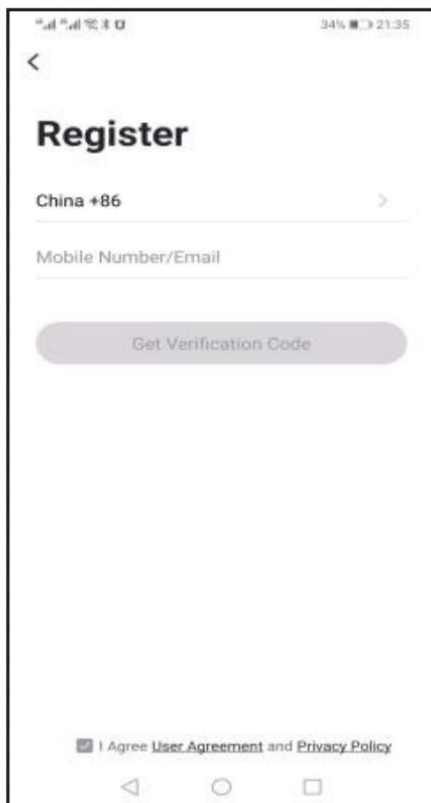 34% 21:35
Register
China +86
Mobile Number/Email
Get Verification Code
I Agree User Agreement and Privacy Policy